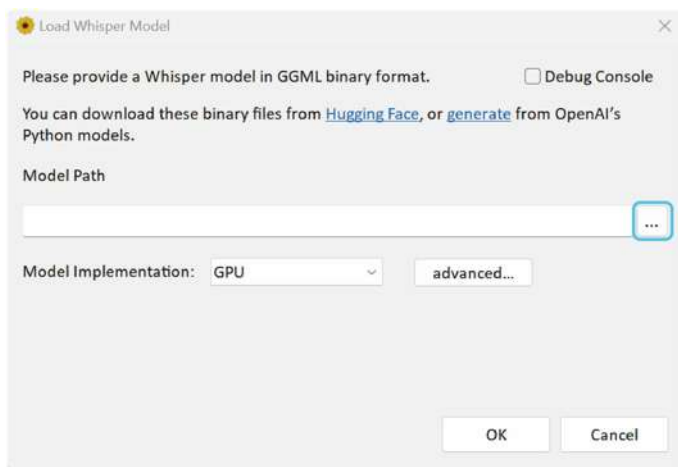 Load Whisper Model
Please provide a Whisper model in GGML binary format.
Debug Console
You can download these binary files from Hugging Face, or generate from OpenAI's
Python models.
Model Path
...
Model Implementation: GPU
advanced...
OK
Cancel